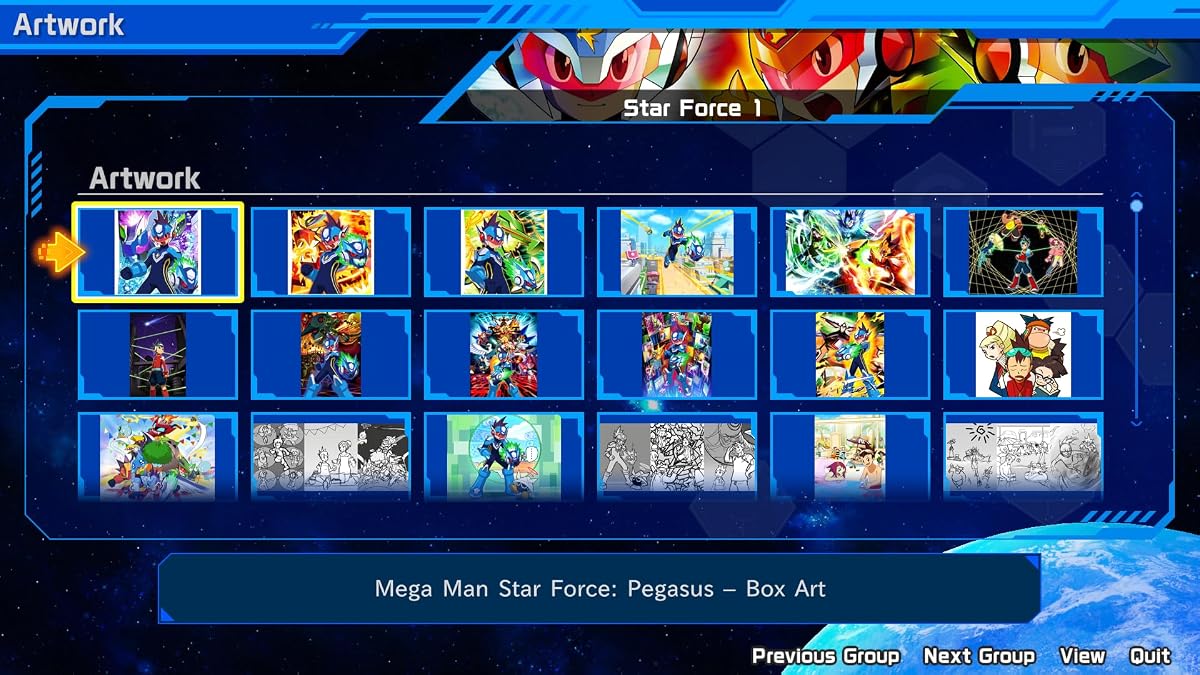 Artwork
Star Force 1
Artwork
Mega Man Star Force: Pegasus – Box Art
Previous Group Next Group View Quit